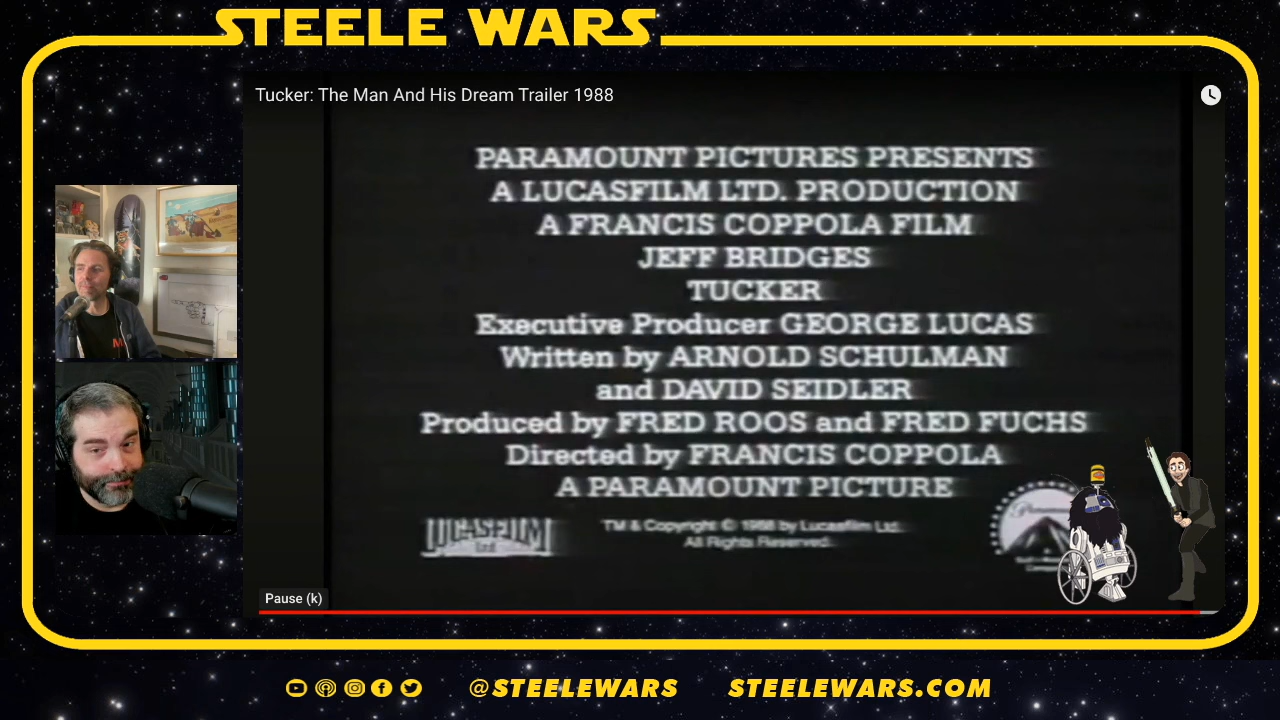 STEELE WARS
Tucker: The Man And His Dream Trailer 1988
PARAMOUNT PICTURES PRESENTS
A LUCASFILM LTD. PRODUCTION
A FRANCIS COPPOLA FILM
JEFF BRIDGES
TUCKER
Executive Producer GEORGE LUCAS
Written by ARNOLD SCHULMAN
and DAVID SEIDLER
Produced by FRED ROOS and FRED FUCHS
Directed by FRANCIS COPPOLA
A PARAMOUNT PICTURE
LUCASFILM
Ltd
TM & Copyright © 1988 by Lucasfilm Ltd.
All Rights Reserved.
Paramount
Pause (k)
@STEELEWARS
STEELEWARS.COM